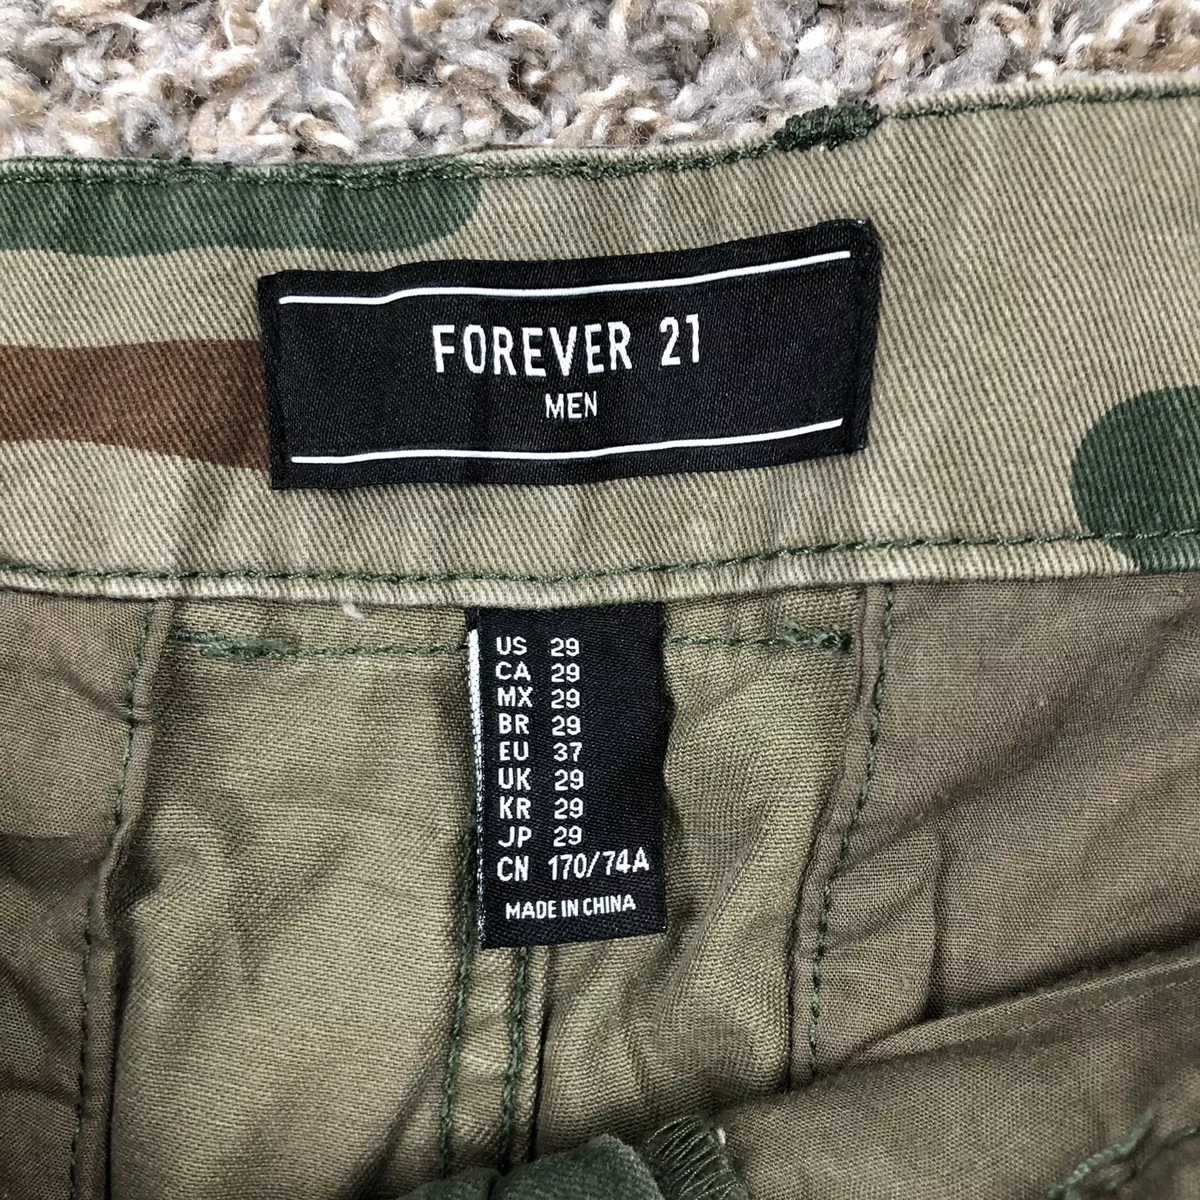 FOREVER 21
MEN
US 29
CA 29
MX 29
BR 29
EU 37
UK 29
KR 29
JP 29
CN 170/74A
MADE IN CHINA